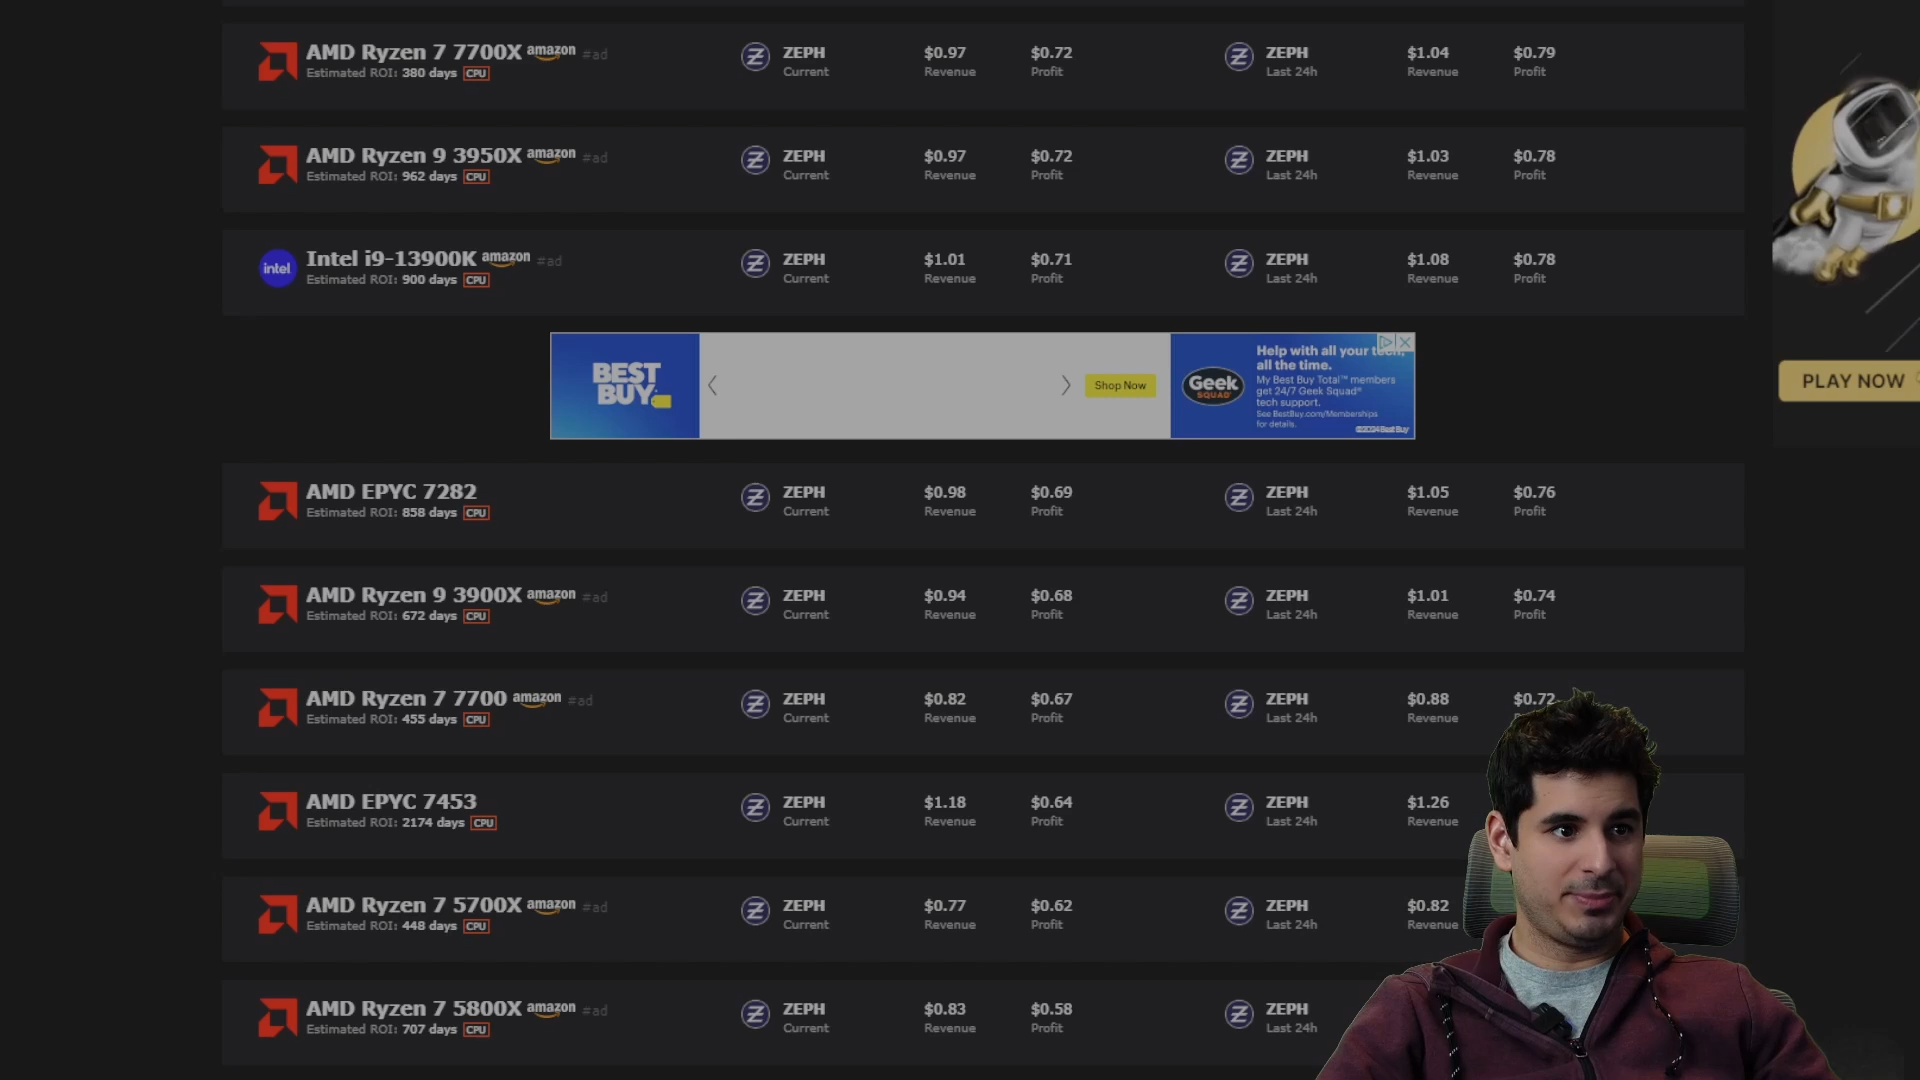 AMD Ryzen 7 7700X amazon #ad
Estimated ROI: 380 days CPU
ZEPH
Current
$0.97
Revenue
$0.72
Profit
ZEPH
Last 24h
$1.04
Revenue
$0.79
Profit
AMD Ryzen 9 3950X amazon #ad
Estimated ROI: 962 days CPU
ZEPH
Current
$0.97
Revenue
$0.72
Profit
ZEPH
Last 24h
$1.03
Revenue
$0.78
Profit
intel
Intel i9-13900K amazon #ad
Estimated ROI: 900 days CPU
ZEPH
Current
$1.01
Revenue
$0.71
Profit
ZEPH
Last 24h
$1.08
Revenue
$0.78
Profit
BEST
BUY
Shop Now
Geek
SQUAD
Help with all your tech,
all the time.
My Best Buy Total™ members
get 24/7 Geek Squad®
tech support.
See BestBuy.com/Memberships
for details.
©2024 Best Buy
PLAY NOW
AMD EPYC 7282
Estimated ROI: 858 days CPU
ZEPH
Current
$0.98
Revenue
$0.69
Profit
ZEPH
Last 24h
$1.05
Revenue
$0.76
Profit
AMD Ryzen 9 3900X amazon #ad
Estimated ROI: 672 days CPU
ZEPH
Current
$0.94
Revenue
$0.68
Profit
ZEPH
Last 24h
$1.01
Revenue
$0.74
Profit
AMD Ryzen 7 7700 amazon #ad
Estimated ROI: 455 days CPU
ZEPH
Current
$0.82
Revenue
$0.67
Profit
ZEPH
Last 24h
$0.88
Revenue
$0.72
AMD EPYC 7453
Estimated ROI: 2174 days CPU
ZEPH
Current
$1.18
Revenue
$0.64
Profit
ZEPH
Last 24h
$1.26
Revenue
AMD Ryzen 7 5700X amazon #ad
Estimated ROI: 448 days CPU
ZEPH
Current
$0.77
Revenue
$0.62
Profit
ZEPH
Last 24h
$0.82
Revenue
AMD Ryzen 7 5800X amazon #ad
Estimated ROI: 707 days CPU
ZEPH
Current
$0.83
Revenue
$0.58
Profit
ZEPH
Last 24h